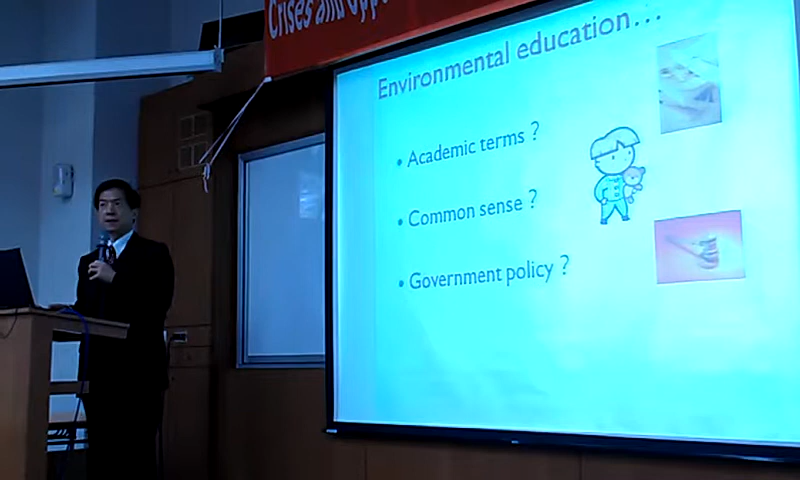 Crises and
Environmental education...
• Academic terms ?
• Common sense ?
• Government policy ?